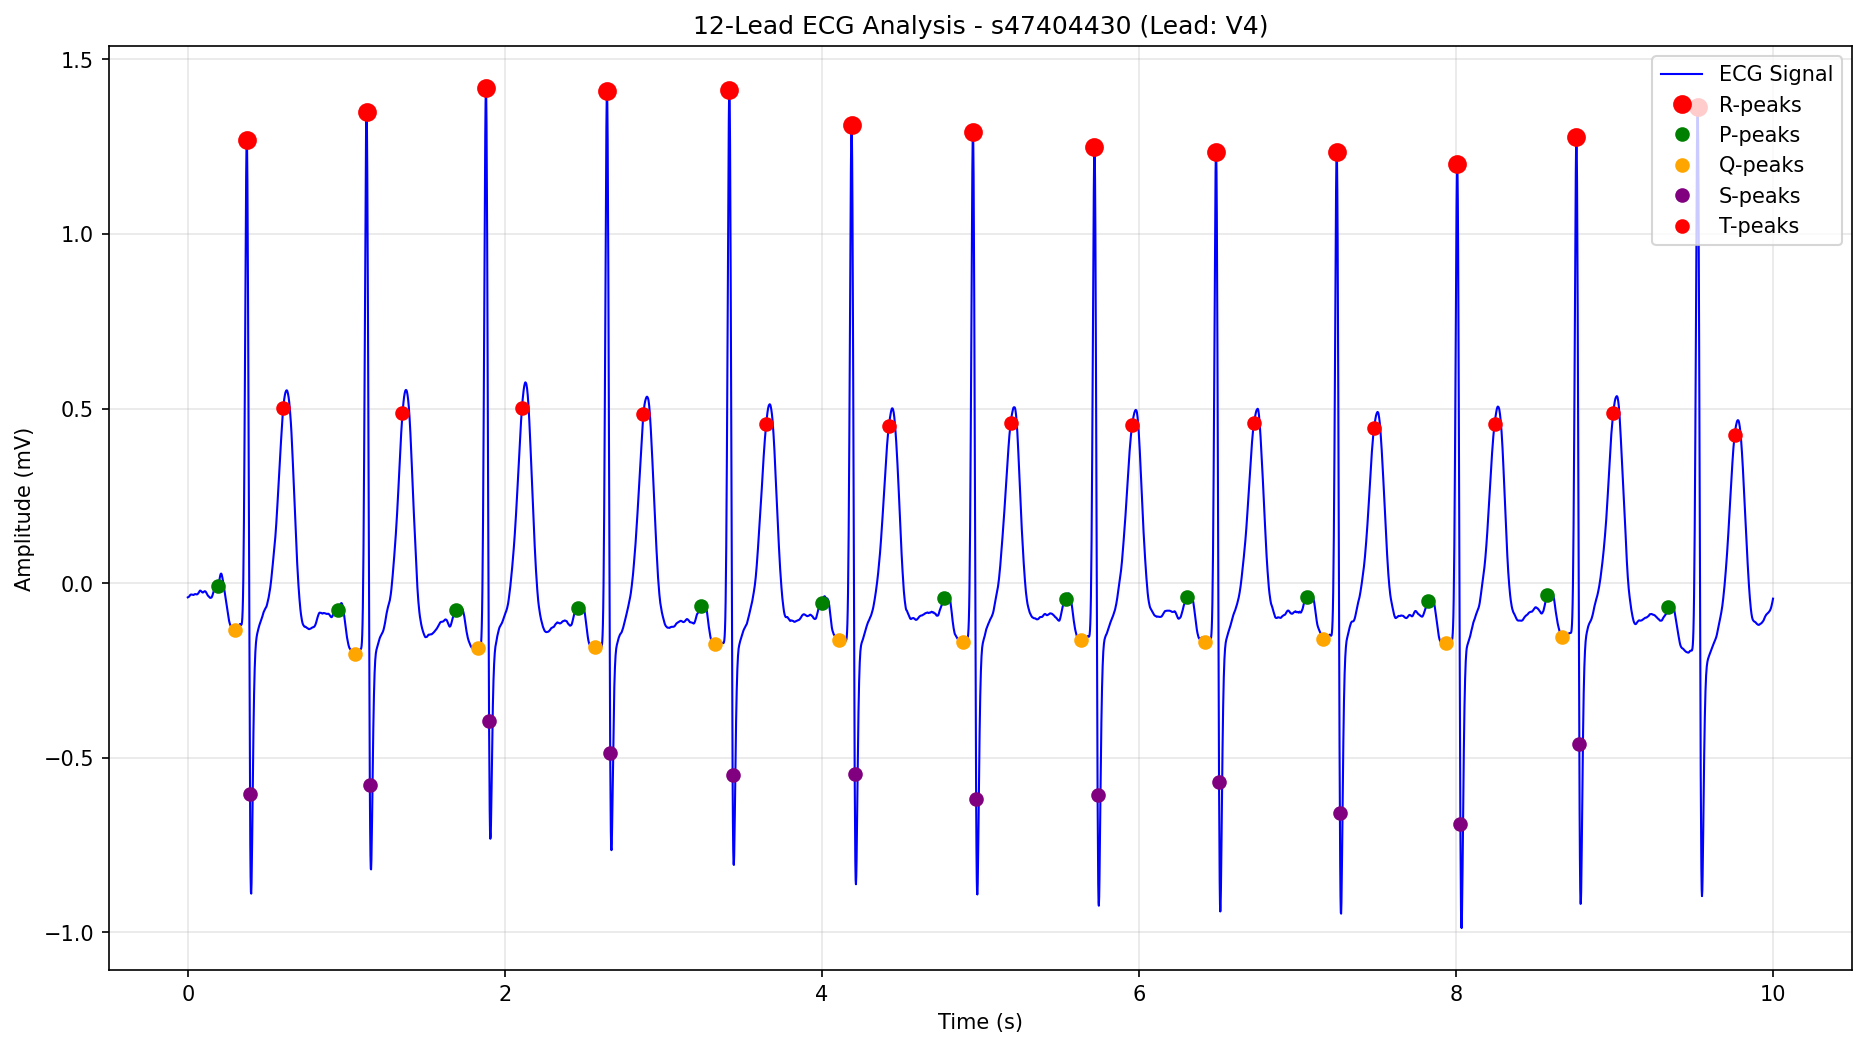 12-Lead ECG Analysis - s47404430 (Lead: V4)
ECG Signal
R-peaks
P-peaks
Q-peaks
S-peaks
T-peaks
1.5
1.0
0.5
0.0
−0.5
−1.0
Amplitude (mV)
0 2 4 6 8 10
Time (s)